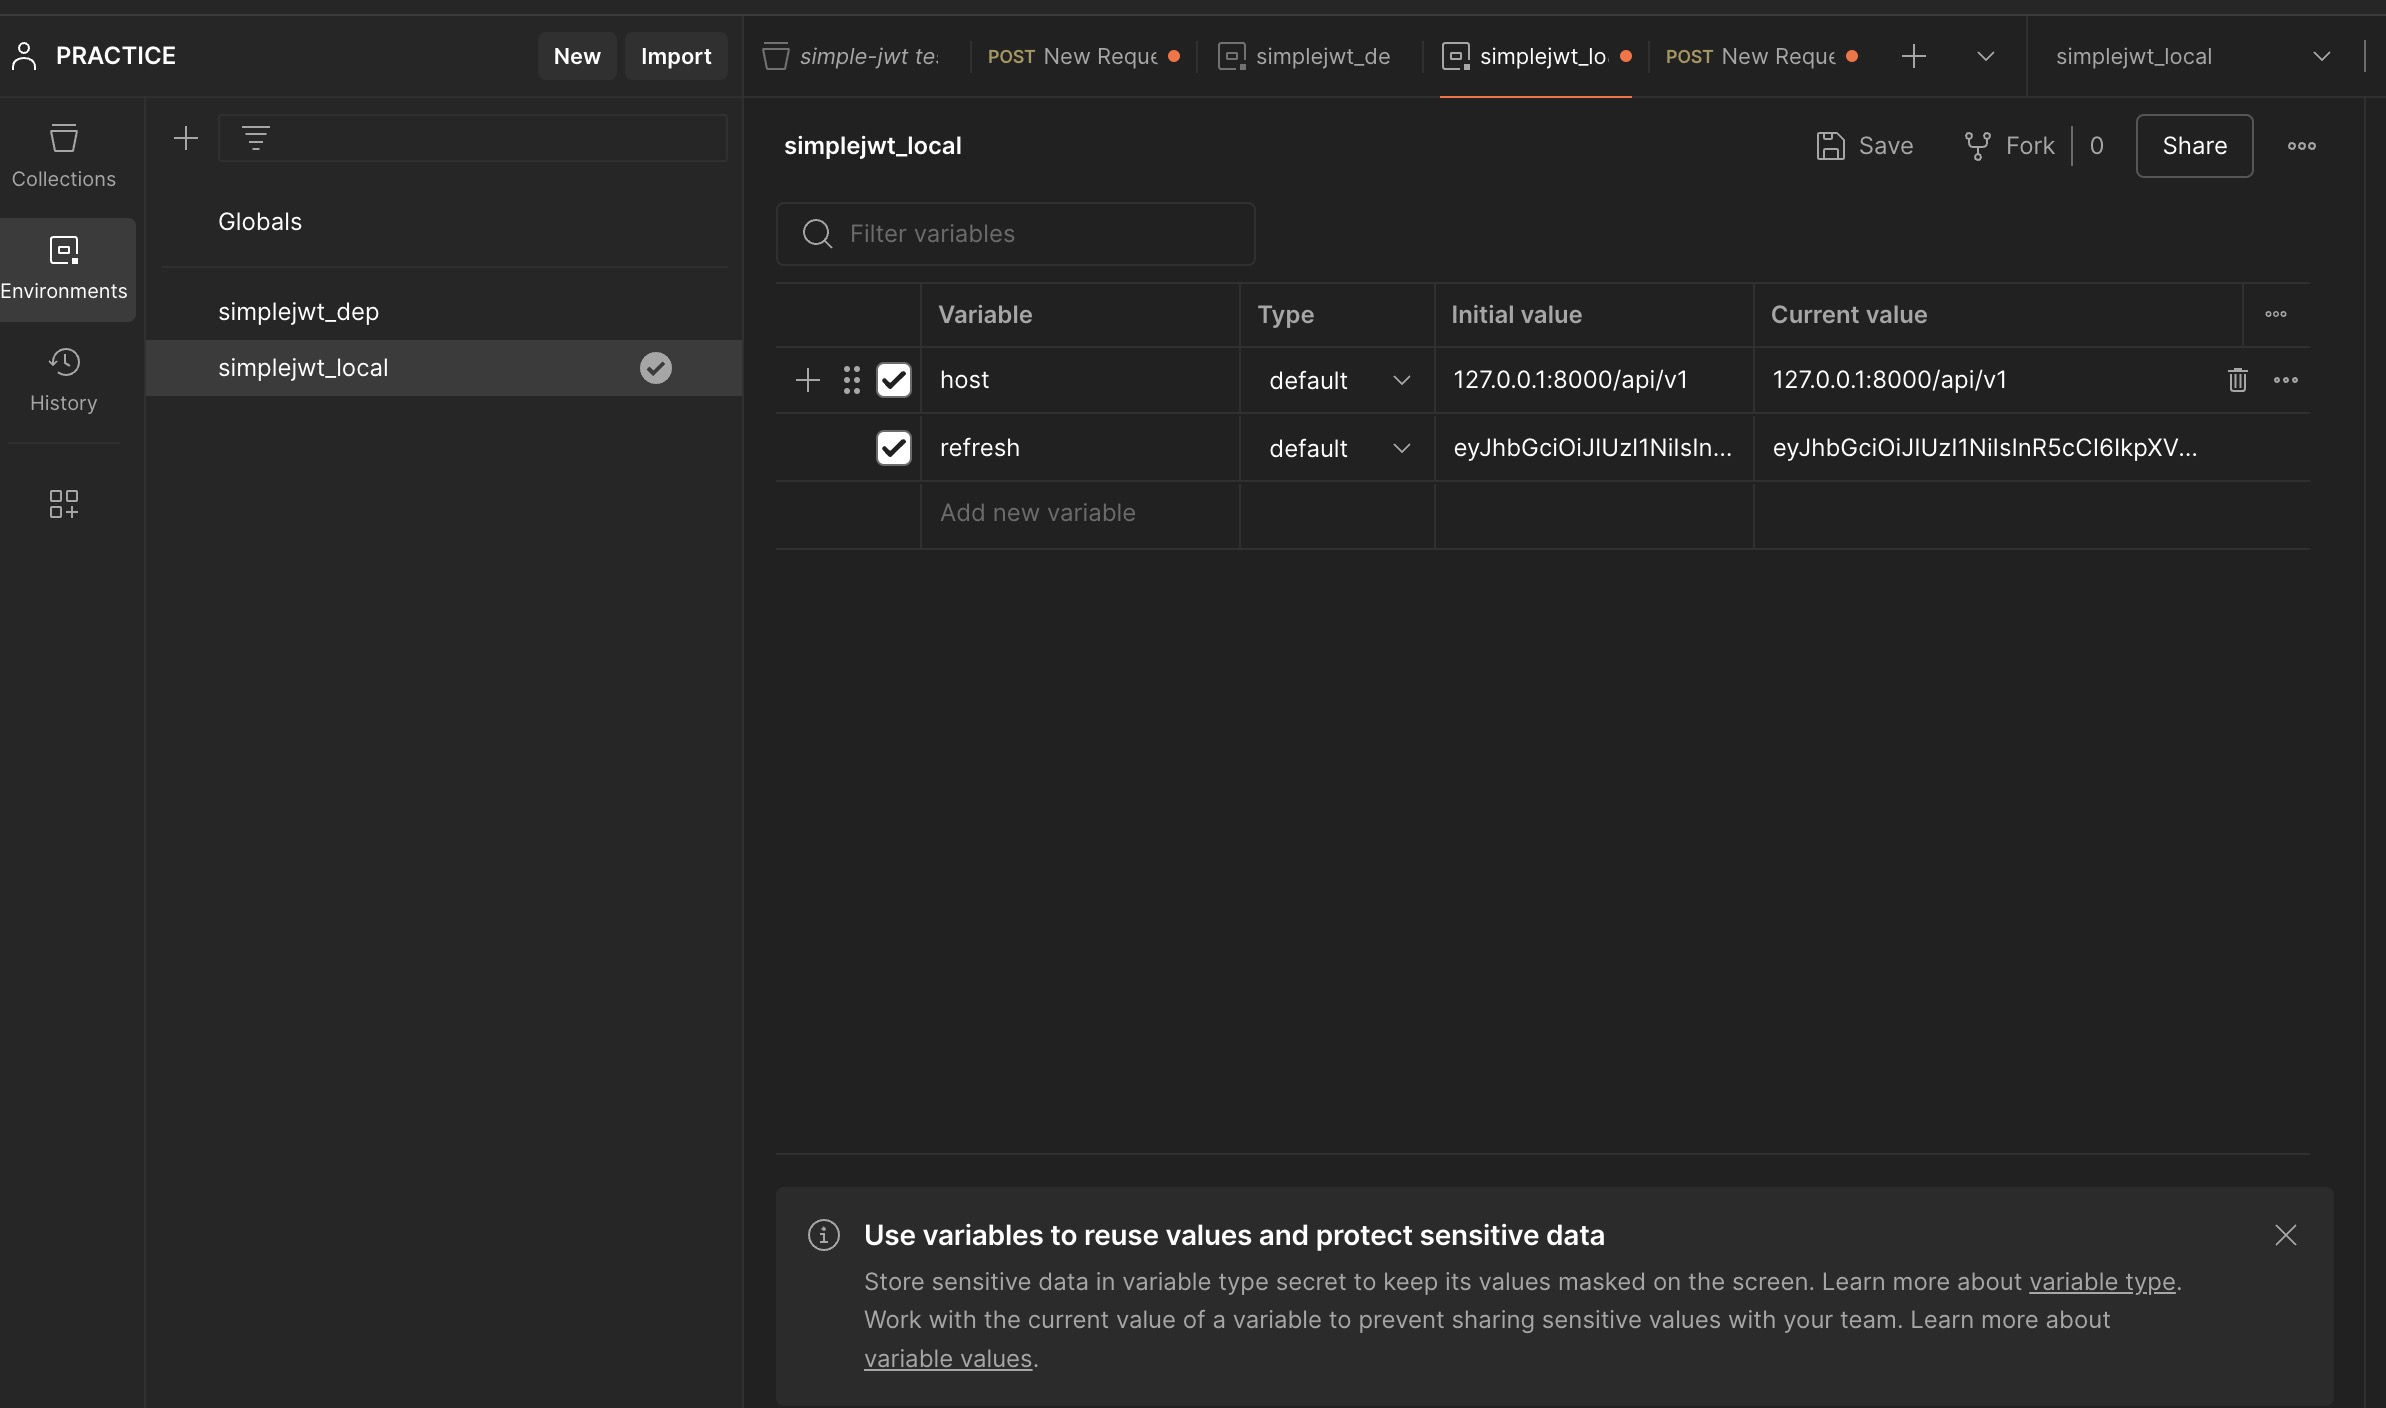 PRACTICE
New
Import
simple-jwt te
POST New Reque
simplejwt_de
simplejwt_lo
POST New Reque
simplejwt_local
Collections
Environments
History
Globals
simplejwt_dep
simplejwt_local
simplejwt_local
Save
Fork 0
Share
Filter variables
Variable Type Initial value Current value
host default 127.0.0.1:8000/api/v1 127.0.0.1:8000/api/v1
refresh default eyJhbGciOiJIUzI1NiIsIn... eyJhbGciOiJIUzI1NiIsInR5cCI6IkpXV...
Add new variable
Use variables to reuse values and protect sensitive data
Store sensitive data in variable type secret to keep its values masked on the screen. Learn more about variable type.
Work with the current value of a variable to prevent sharing sensitive values with your team. Learn more about
variable values.